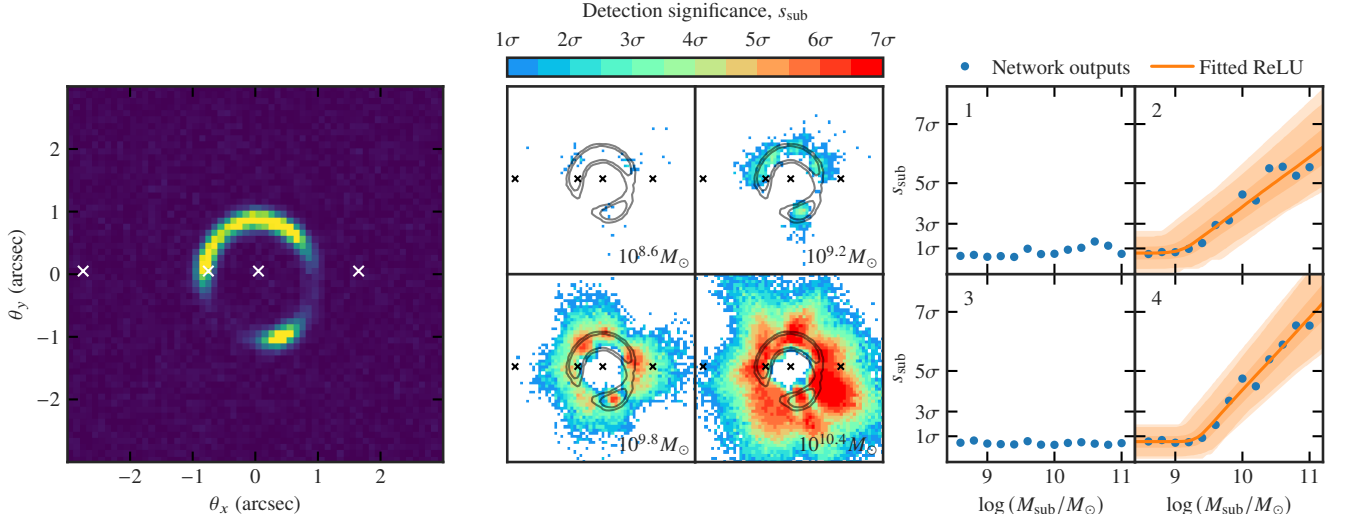 Detection significance, s_sub
1σ 2σ 3σ 4σ 5σ 6σ 7σ
Network outputs Fitted ReLU
10^8.6 M_⊙ 10^9.2 M_⊙
10^9.8 M_⊙ 10^10.4 M_⊙
2
1
0
−1
−2
θ_y (arcsec)
−2 −1 0 1 2
θ_x (arcsec)
1 2
7σ
5σ
3σ
1σ
s_sub
3 4
7σ
5σ
3σ
1σ
s_sub
9 10 11 9 10 11
log (M_sub/M_⊙) log (M_sub/M_⊙)